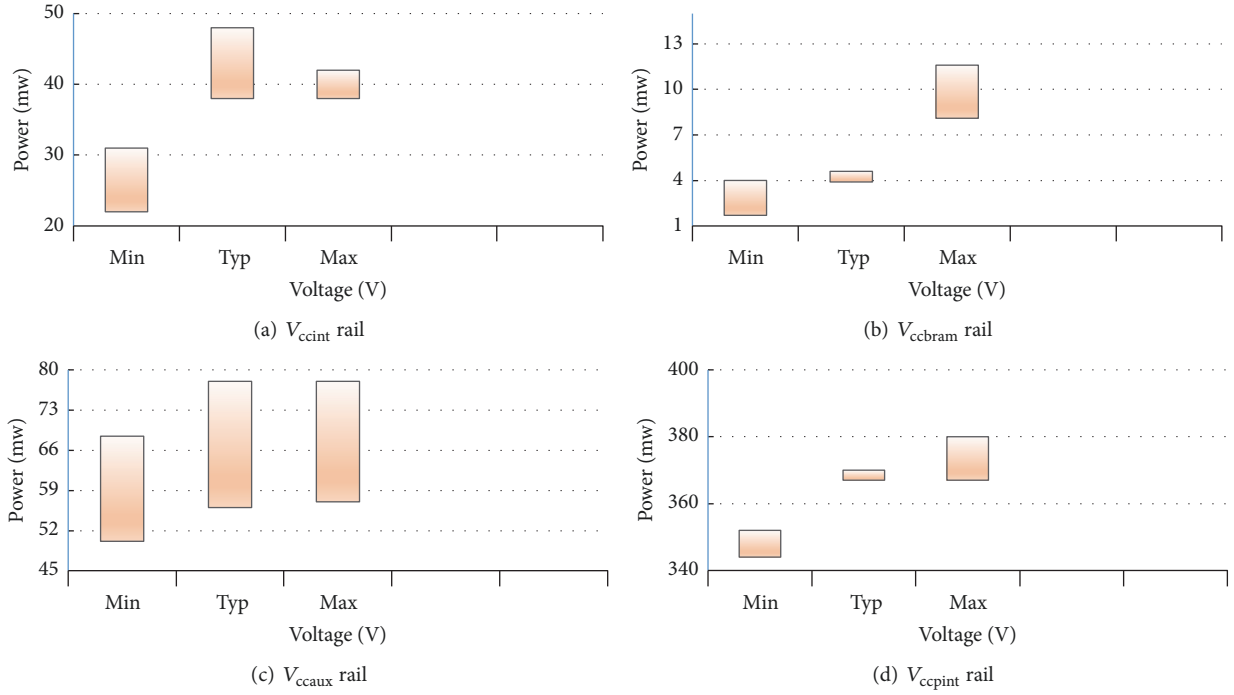 50
40
30
20
Power (mw)
Min Typ Max
Voltage (V)
(a) Vccint rail
13
10
7
4
1
Power (mw)
Min Typ Max
Voltage (V)
(b) Vccbram rail
80
73
66
59
52
45
Power (mw)
Min Typ Max
Voltage (V)
(c) Vccaux rail
400
380
360
340
Power (mw)
Min Typ Max
Voltage (V)
(d) Vccpint rail